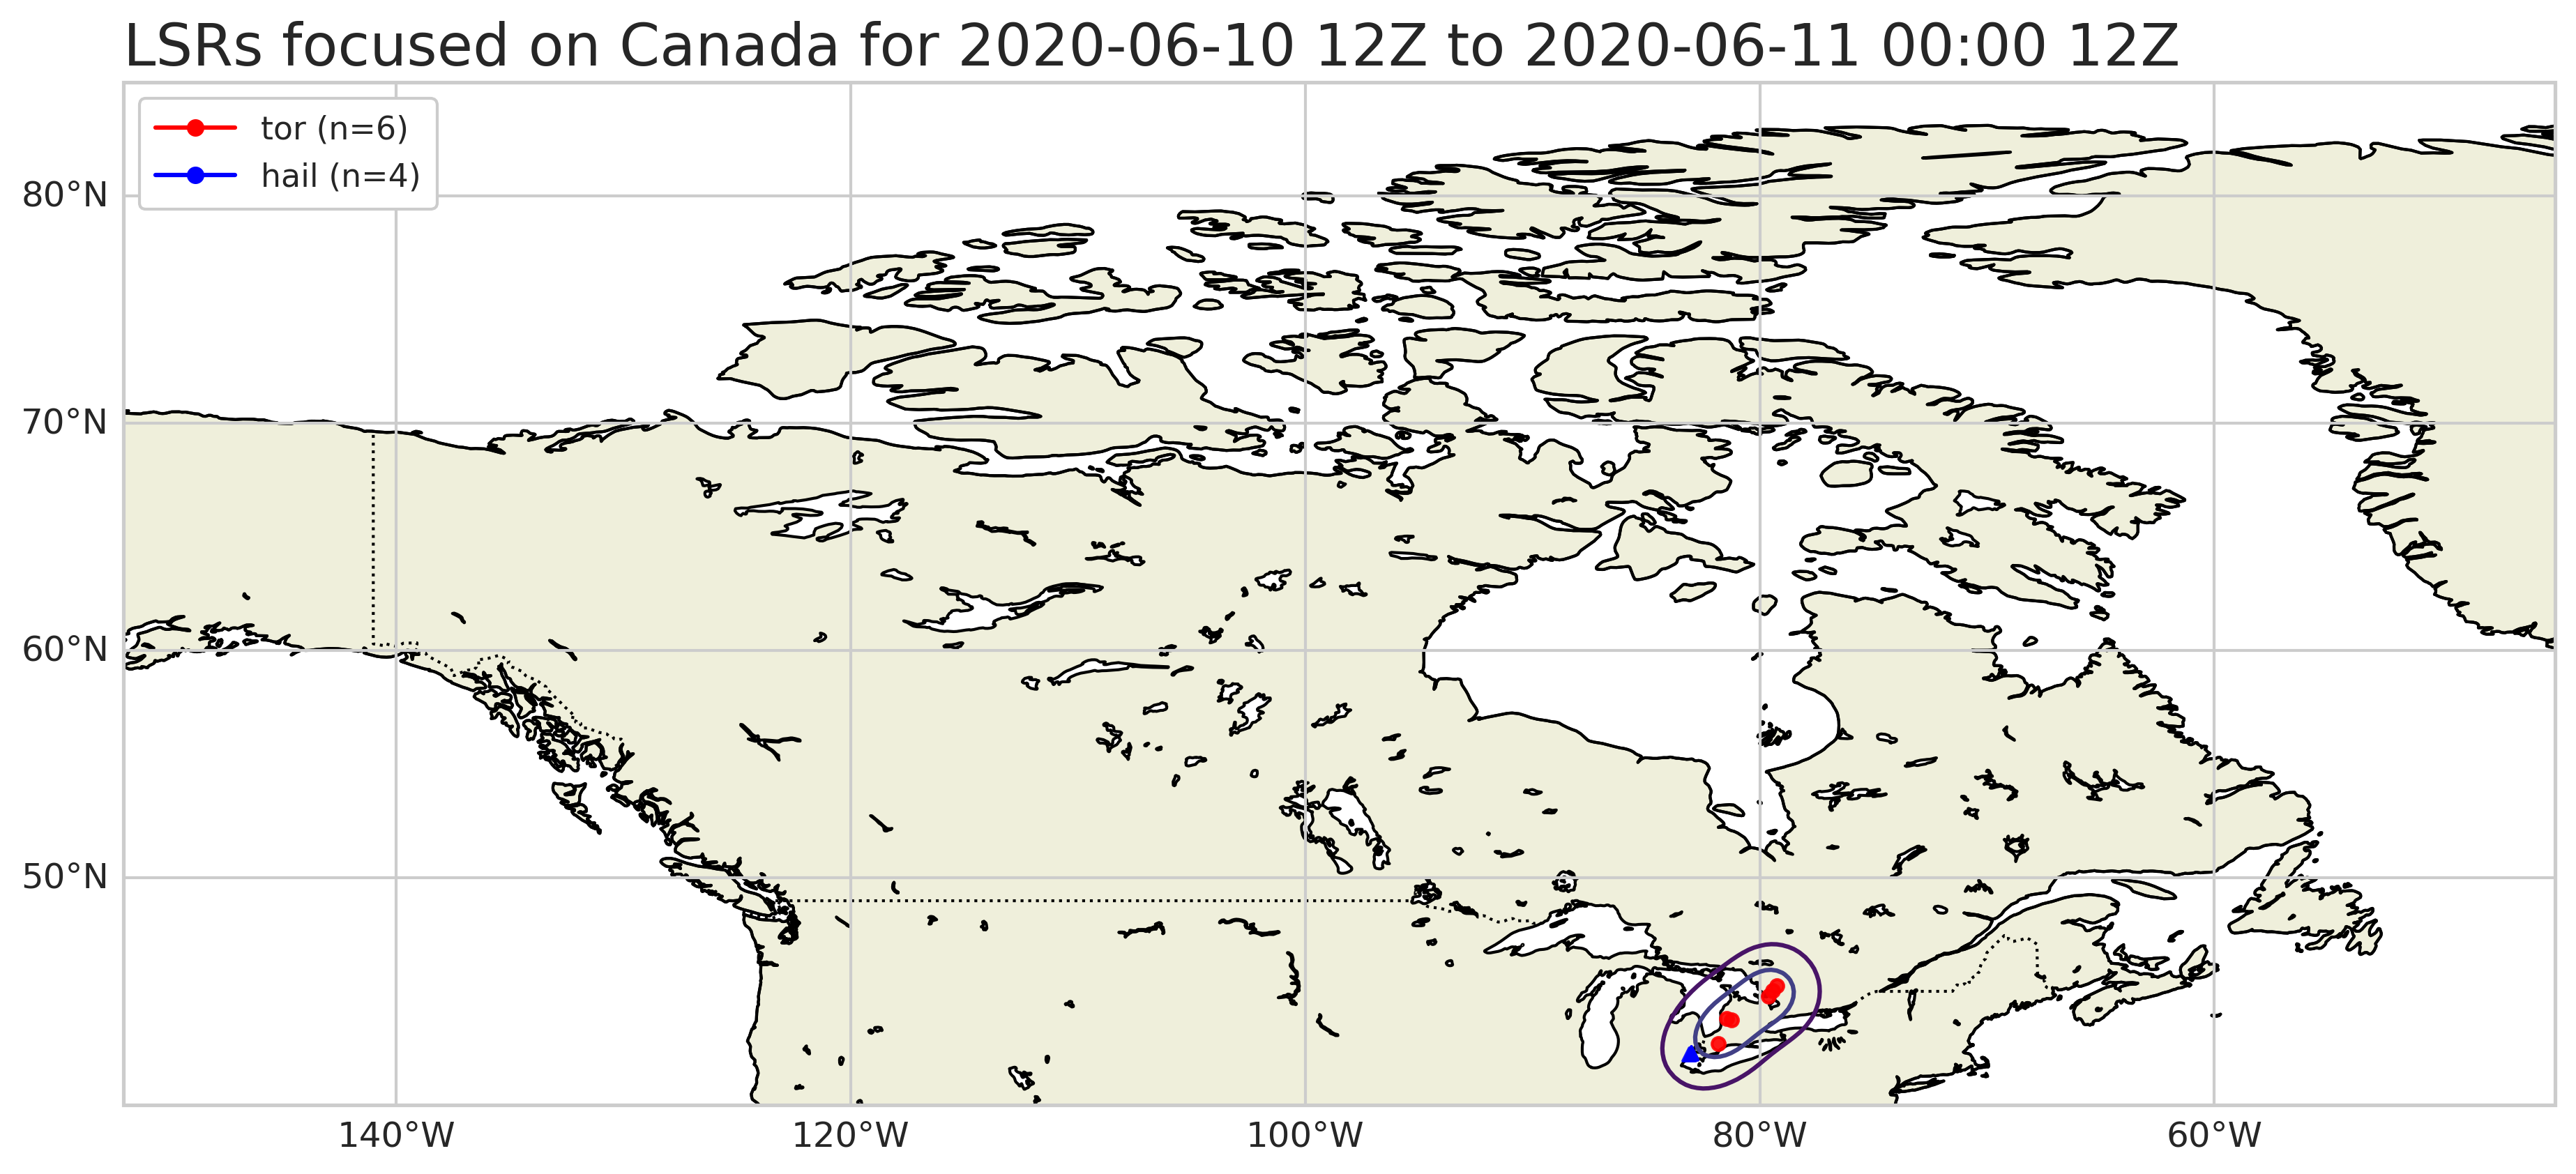 LSRs focused on Canada for 2020-06-10 12Z to 2020-06-11 00:00 12Z
tor (n=6)
hail (n=4)
80°N
70°N
60°N
50°N
140°W
120°W
100°W
80°W
60°W